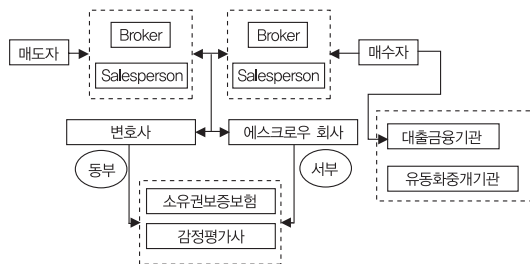 매도자
Broker
Salesperson
Broker
Salesperson
매수자
변호사
에스크로우 회사
동부
서부
소유권보증보험
감정평가사
대출금융기관
유동화중개기관